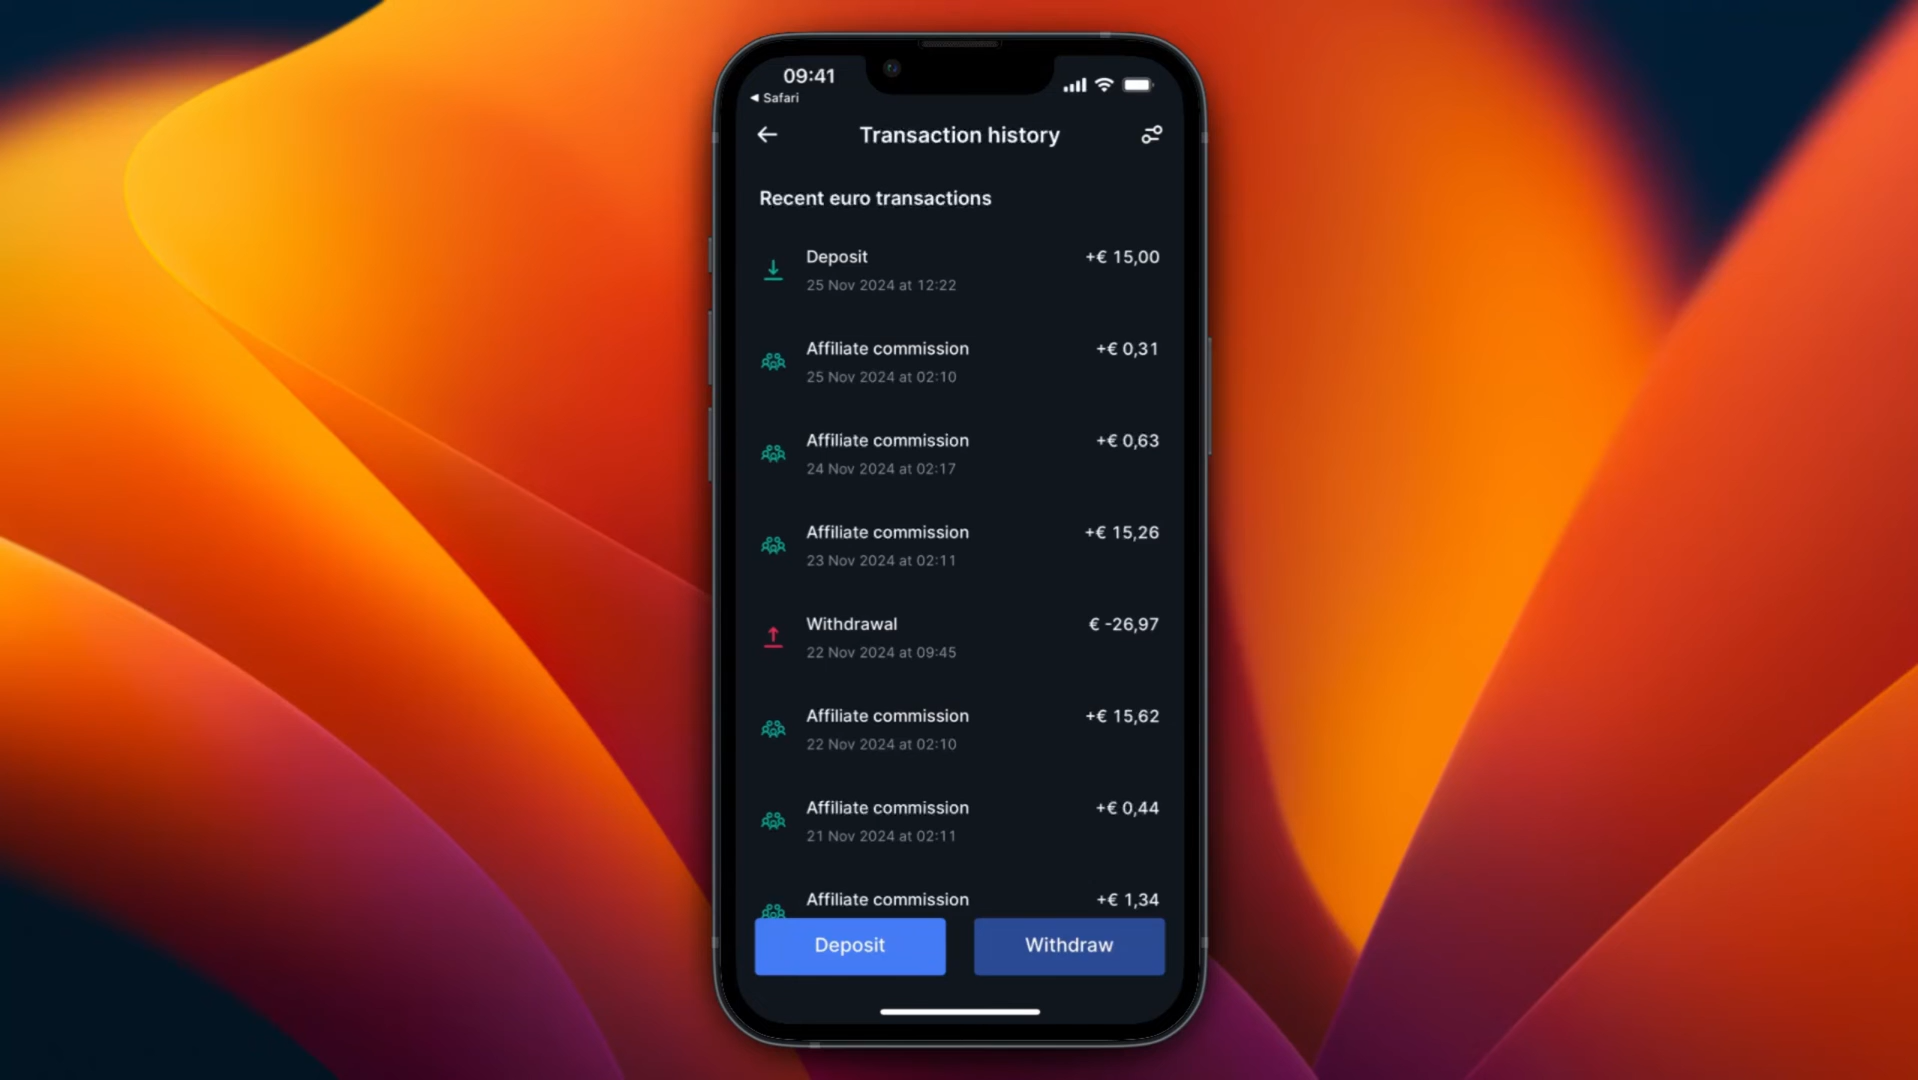 09:41
◄ Safari
Transaction history
Recent euro transactions
Deposit +€ 15,00
25 Nov 2024 at 12:22
Affiliate commission +€ 0,31
25 Nov 2024 at 02:10
Affiliate commission +€ 0,63
24 Nov 2024 at 02:17
Affiliate commission +€ 15,26
23 Nov 2024 at 02:11
Withdrawal € -26,97
22 Nov 2024 at 09:45
Affiliate commission +€ 15,62
22 Nov 2024 at 02:10
Affiliate commission +€ 0,44
21 Nov 2024 at 02:11
Affiliate commission +€ 1,34
Deposit Withdraw